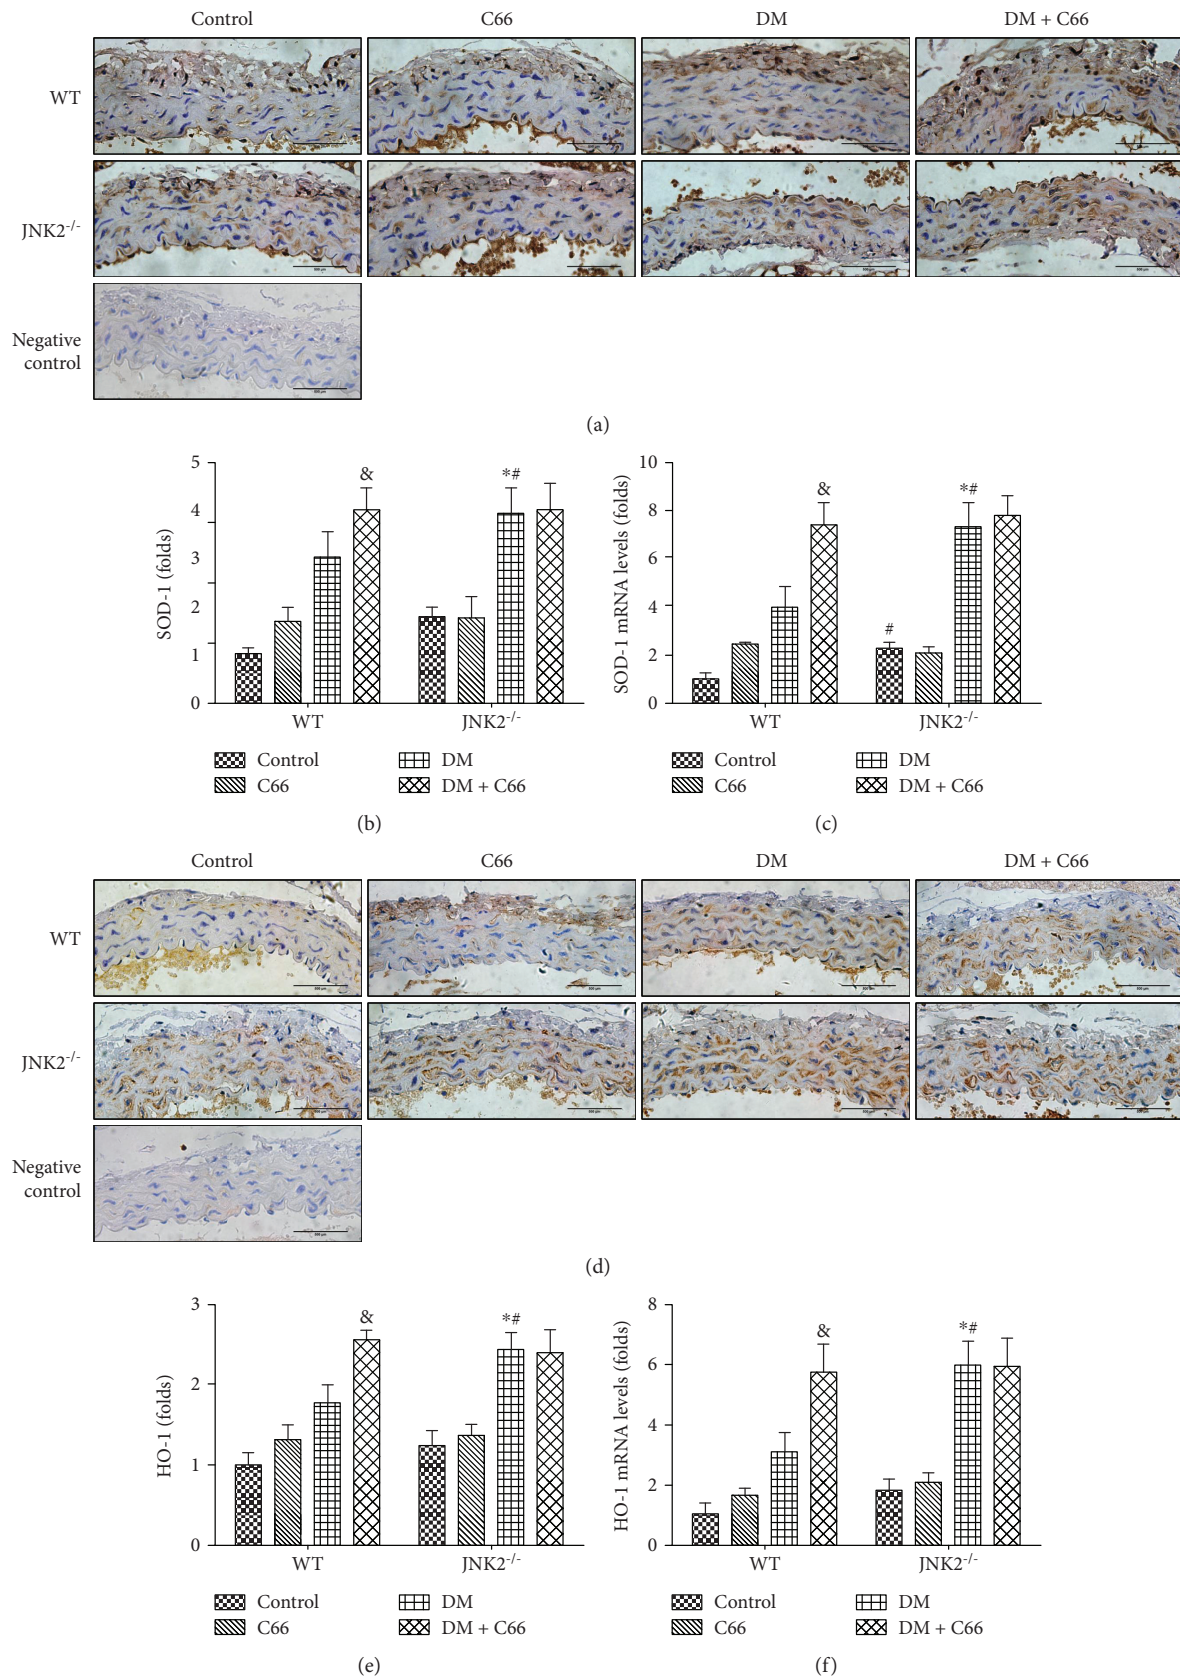 Control C66 DM DM + C66
WT
JNK2-/-
Negative
control
(a)
5
4
3
2
1
0
SOD-1 (folds)
&
*#
WT JNK2-/-
Control DM
C66 DM + C66
(b)
10
8
6
4
2
0
SOD-1 mRNA levels (folds)
&
#
*#
WT JNK2-/-
Control DM
C66 DM + C66
(c)
Control C66 DM DM + C66
WT
JNK2-/-
Negative
control
(d)
3
2
1
0
HO-1 (folds)
&
*#
WT JNK2-/-
Control DM
C66 DM + C66
(e)
8
6
4
2
0
HO-1 mRNA levels (folds)
&
*#
WT JNK2-/-
Control DM
C66 DM + C66
(f)